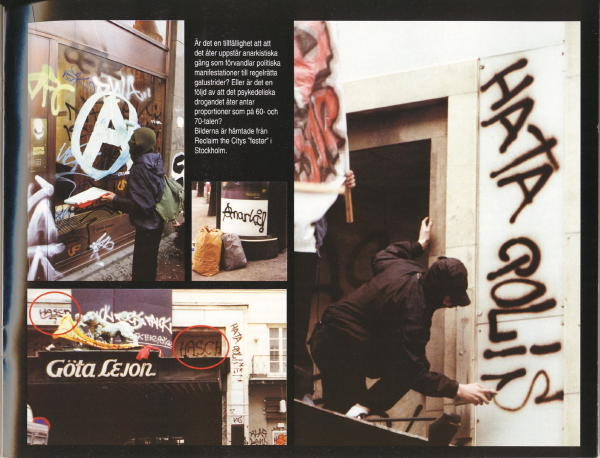 Är det en tillfällighet att att
det åter uppstår anarkistiska
gäng som förvandlar politiska
manifestationer till regelrätta
gatustrider? Eller är det en
följd av att det psykedeliska
drogandet åter antar
proportioner som på 60- och
70-talen?
Bilderna är hämtade från
Reclaim the Citys "fester" i
Stockholm.
Anarkij
HASCH
HASCH
HATA
Göta Lejon
HATA POLIS